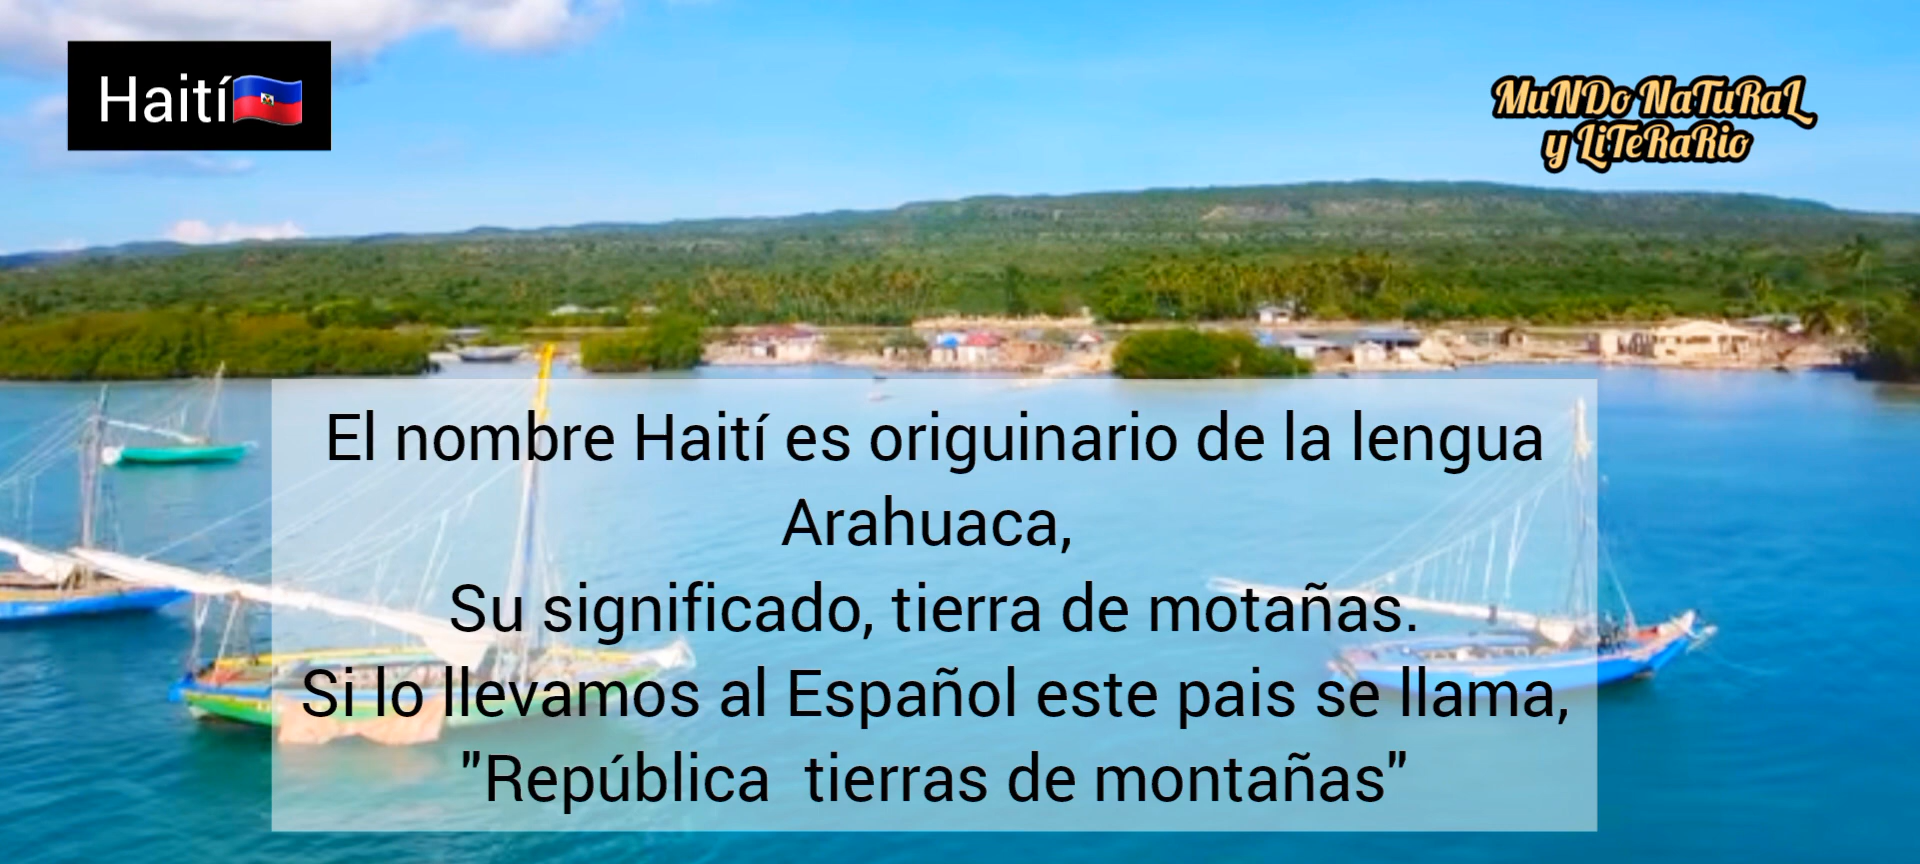 Haití🇭🇹
MuNDo NaTuRaL
y LiTeRaRio
El nombre Haití es origuinario de la lengua
Arahuaca,
Su significado, tierra de motañas.
Si lo llevamos al Español este pais se llama,
"República  tierras de montañas"